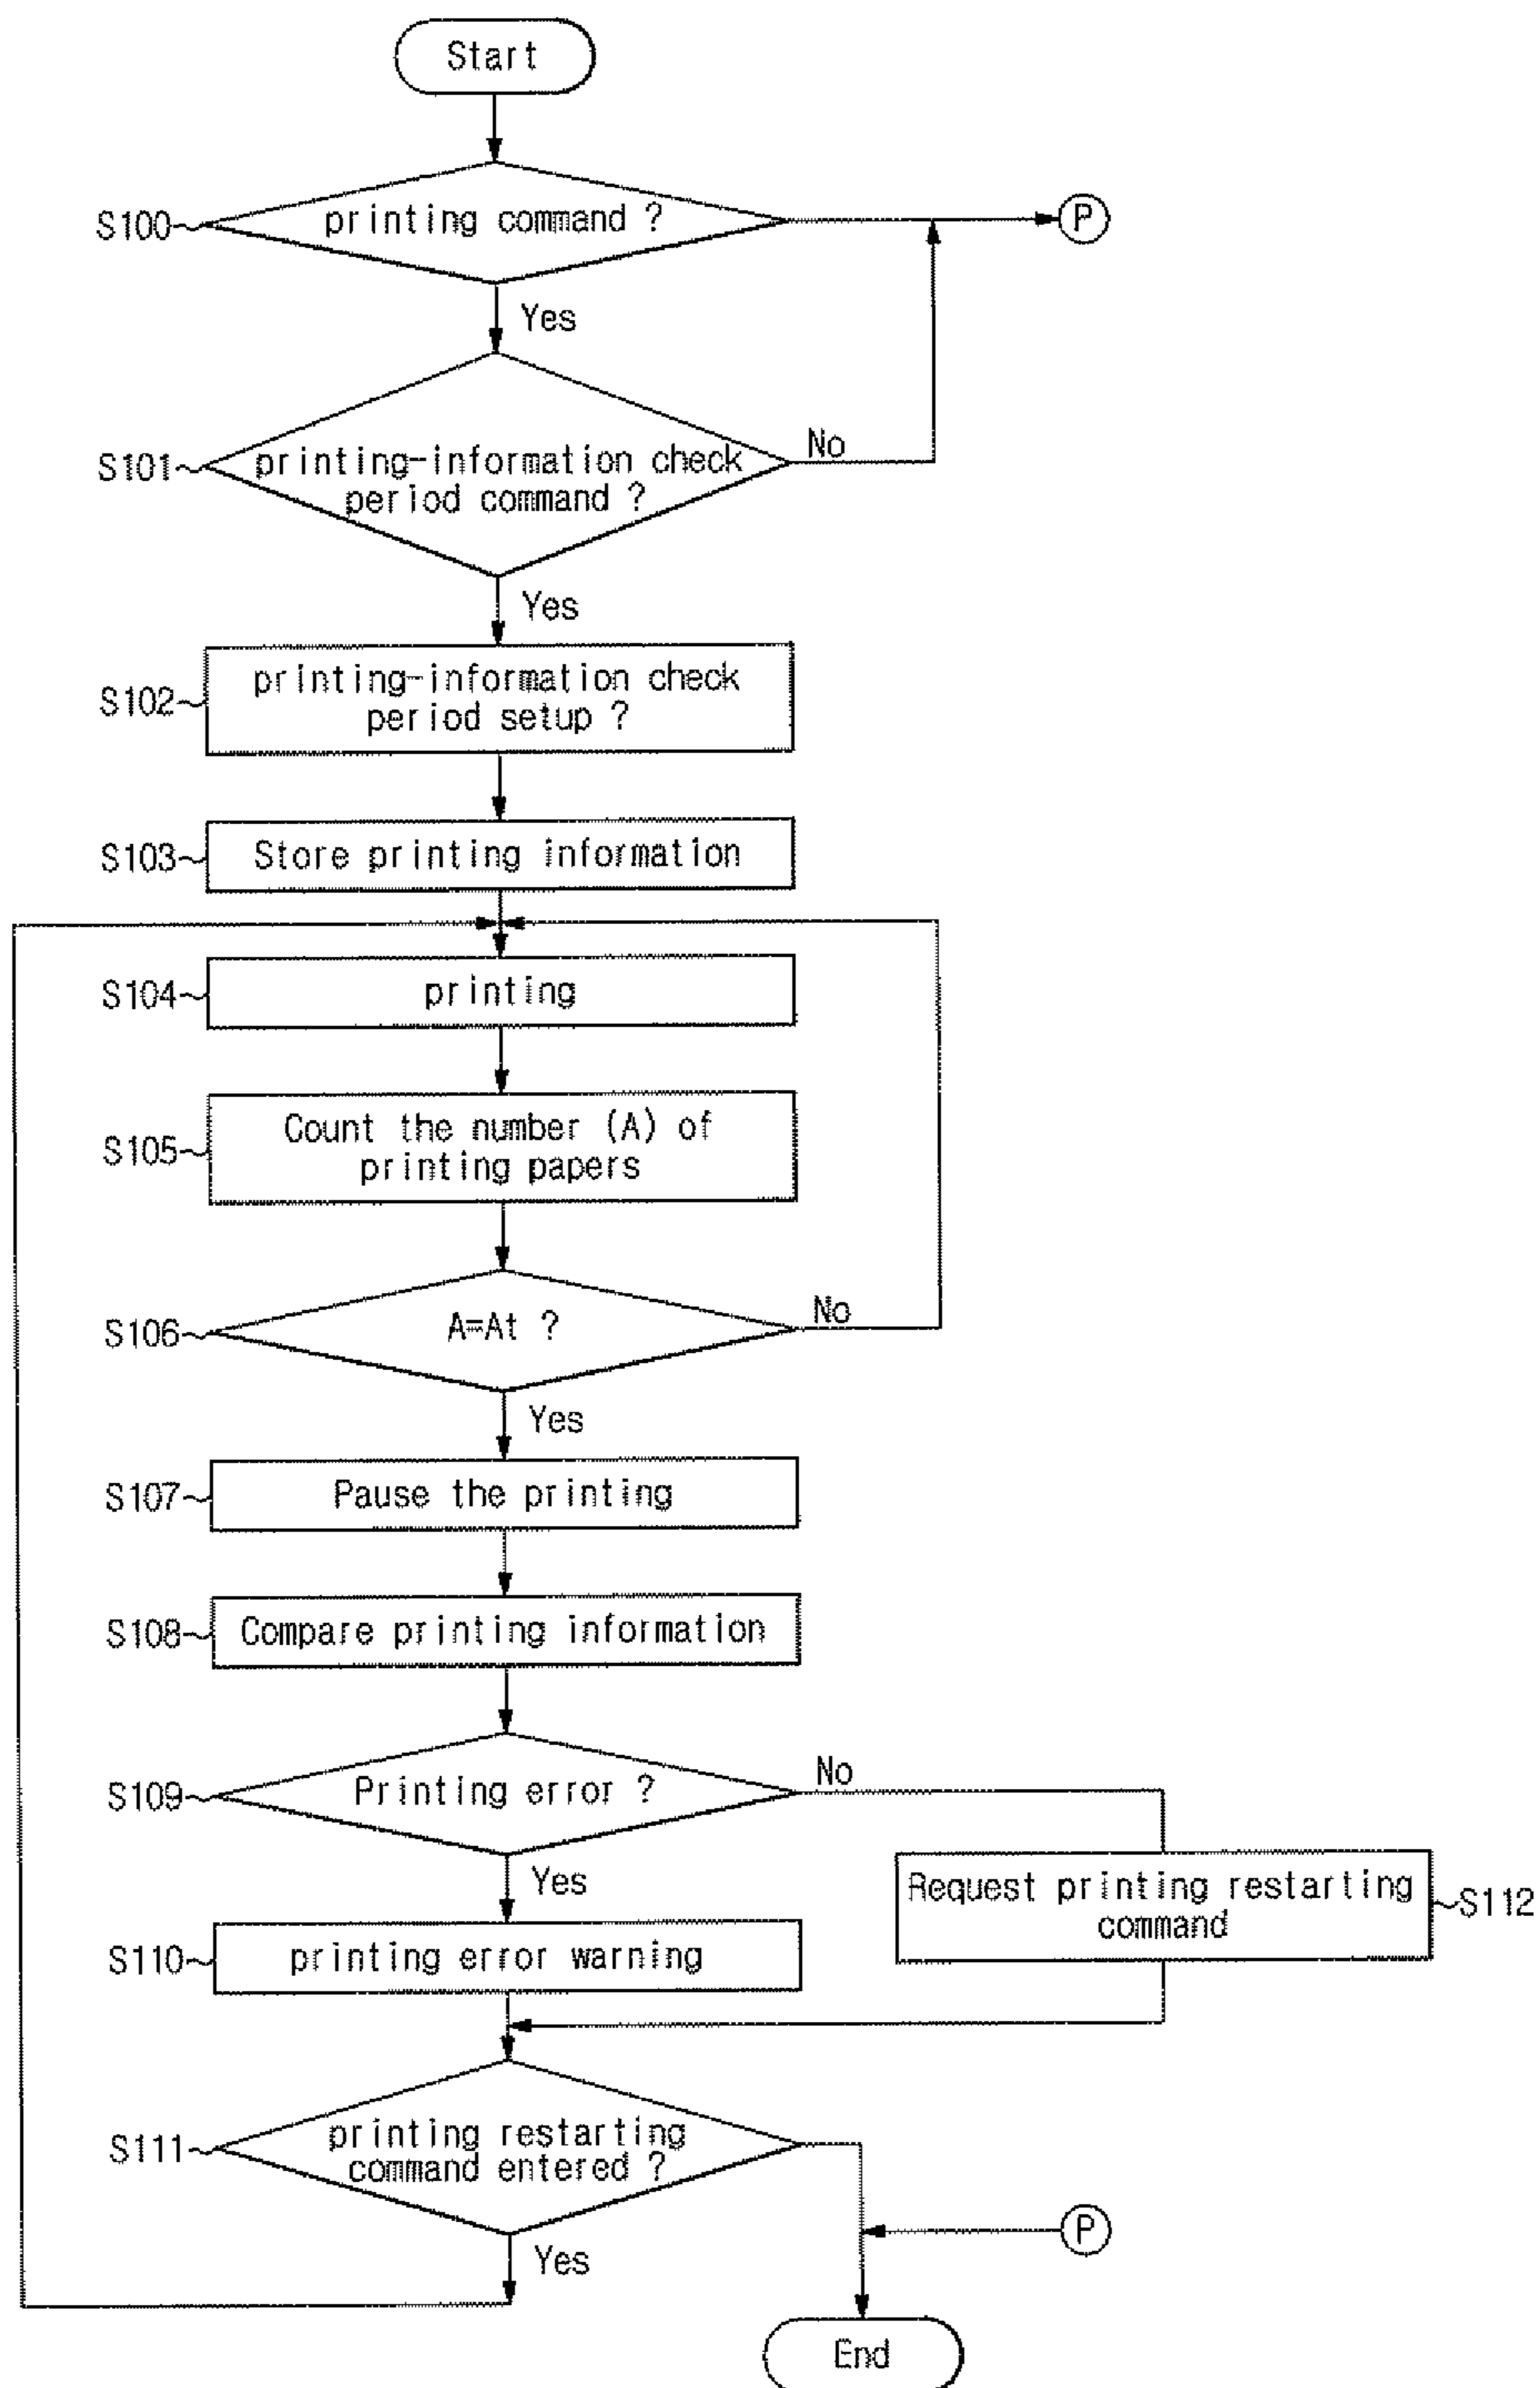 Start
S100
printing command ?
P
Yes
S101
printing-information check
period command ?
No
Yes
S102
printing-information check
period setup ?
S103
Store printing information
S104
printing
S105
Count the number (A) of
printing papers
S106
A=At ?
No
Yes
S107
Pause the printing
S108
Compare printing information
S109
Printing error ?
No
Yes
Request printing restarting
command
S112
S110
printing error warning
S111
printing restarting
command entered ?
P
Yes
End